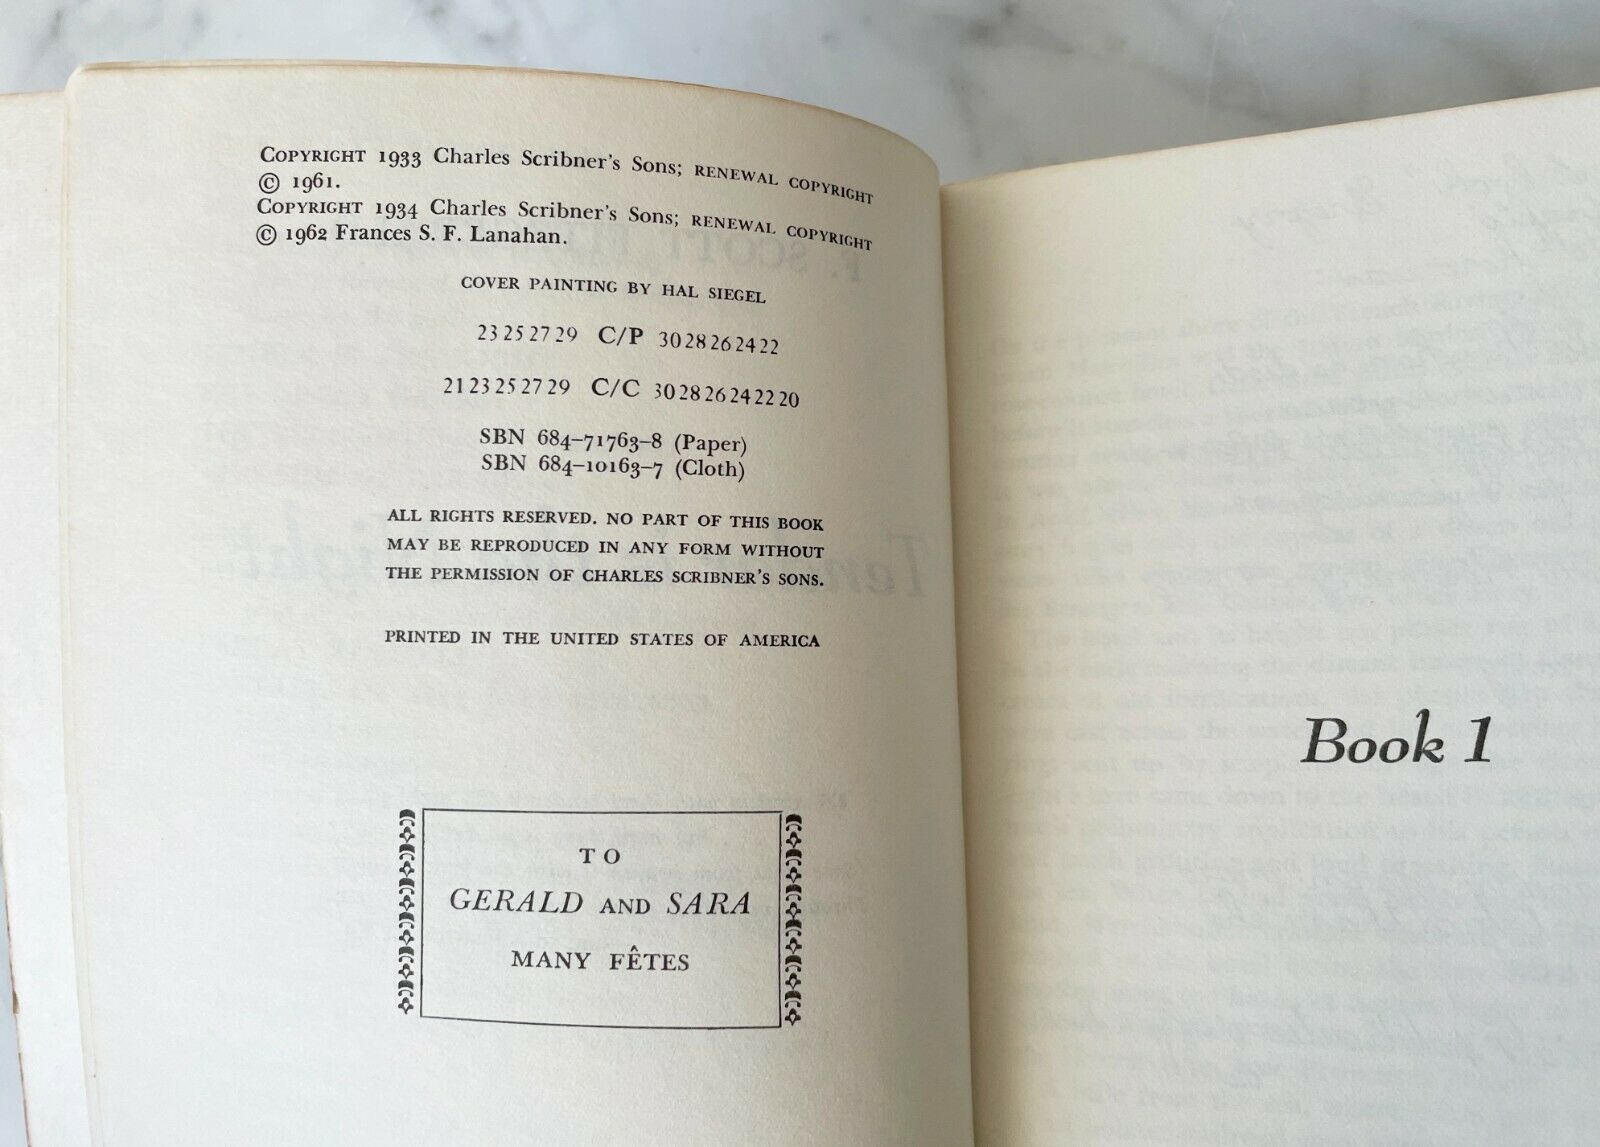 COPYRIGHT 1933 Charles Scribner's Sons; RENEWAL COPYRIGHT
© 1961.
COPYRIGHT 1934 Charles Scribner's Sons; RENEWAL COPYRIGHT
© 1962 Frances S. F. Lanahan.
COVER PAINTING BY HAL SIEGEL
23 25 27 29 C/P 30 28 26 24 22
21 23 25 27 29 C/C 30 28 26 24 22 20
SBN 684–71763–8 (Paper)
SBN 684–10163–7 (Cloth)
ALL RIGHTS RESERVED. NO PART OF THIS BOOK
MAY BE REPRODUCED IN ANY FORM WITHOUT
THE PERMISSION OF CHARLES SCRIBNER'S SONS.
PRINTED IN THE UNITED STATES OF AMERICA
TO
GERALD AND SARA
MANY FÊTES
Book 1